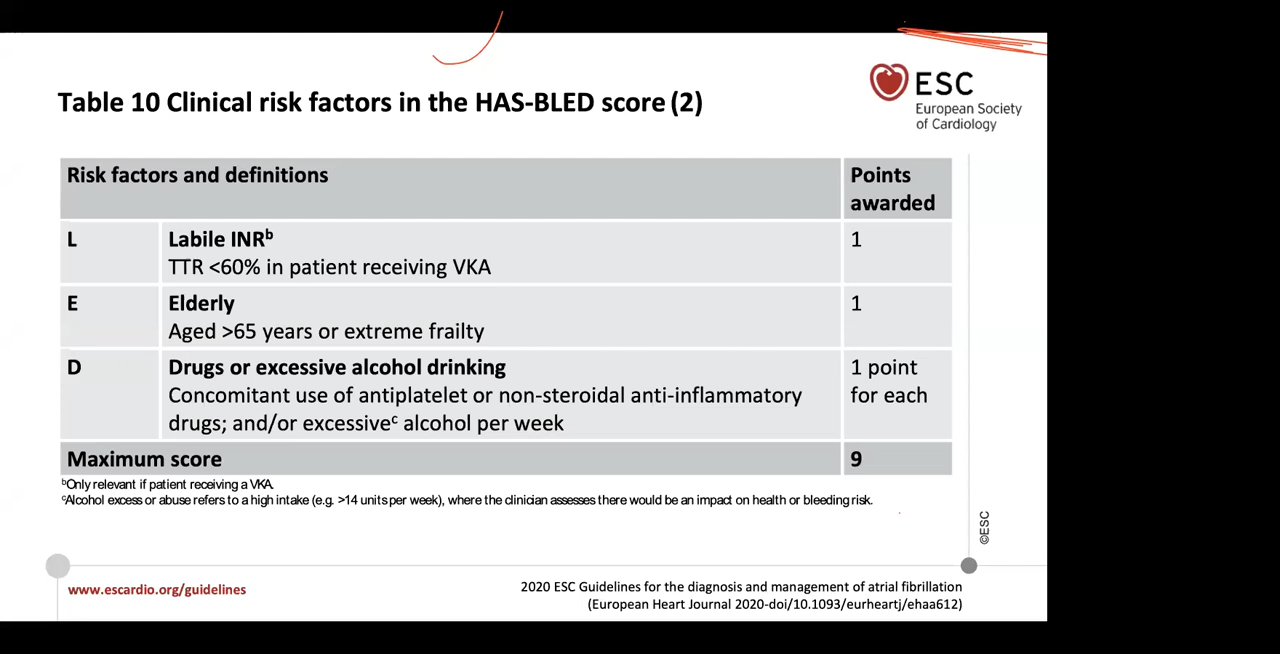 Table 10 Clinical risk factors in the HAS-BLED score (2)
ESC
European Society
of Cardiology
Risk factors and definitions
Points
awarded
L
Labile INRᵇ
TTR <60% in patient receiving VKA
1
E
Elderly
Aged >65 years or extreme frailty
1
D
Drugs or excessive alcohol drinking
Concomitant use of antiplatelet or non-steroidal anti-inflammatory
drugs; and/or excessiveᶜ alcohol per week
1 point
for each
Maximum score
9
ᵇOnly relevant if patient receiving a VKA.
ᶜAlcohol excess or abuse refers to a high intake (e.g. >14 units per week), where the clinician assesses there would be an impact on health or bleeding risk.
©ESC
www.escardio.org/guidelines
2020 ESC Guidelines for the diagnosis and management of atrial fibrillation
(European Heart Journal 2020-doi/10.1093/eurheartj/ehaa612)